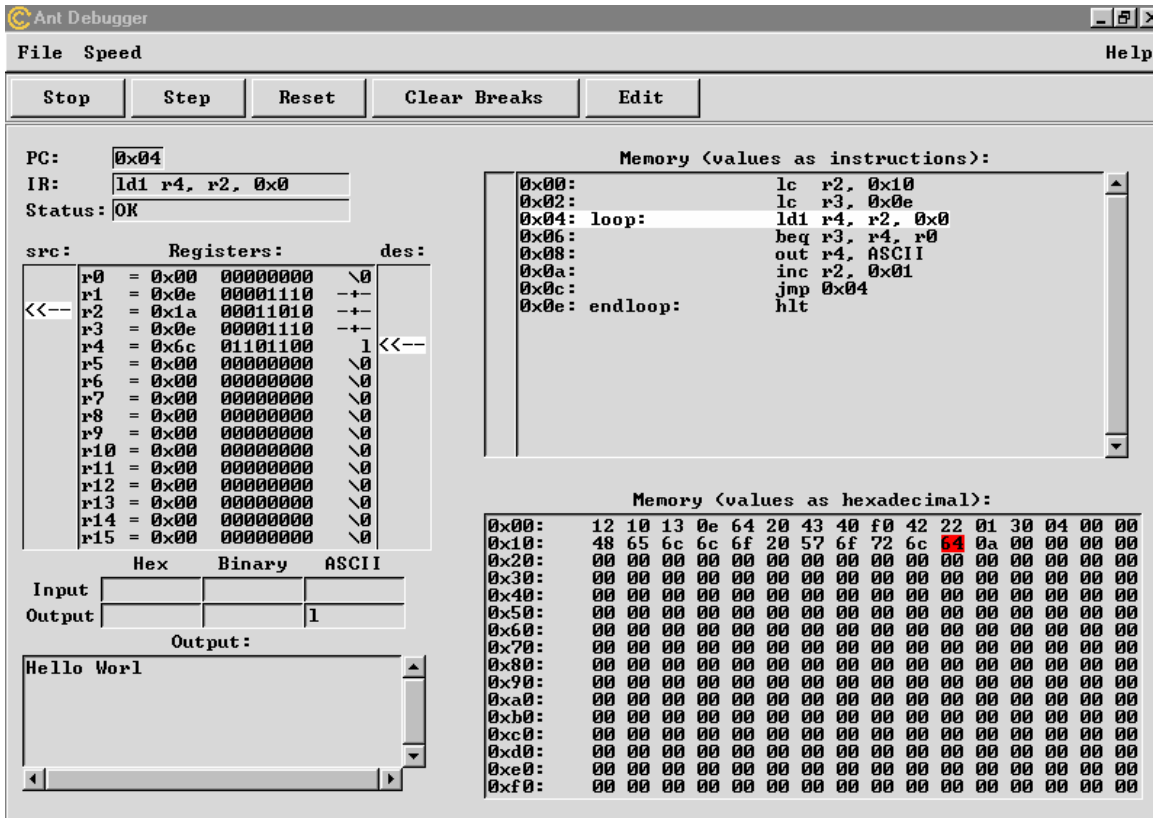 Ant Debugger
File Speed Help
Stop Step Reset Clear Breaks Edit
PC: 0x04
IR: ld1 r4, r2, 0x0
Status: OK
src: Registers: des:
r0 = 0x00 00000000 \0
r1 = 0x0e 00001110 -+-
<<-- r2 = 0x1a 00011010 -+-
r3 = 0x0e 00001110 -+-
r4 = 0x6c 01101100 l <<--
r5 = 0x00 00000000 \0
r6 = 0x00 00000000 \0
r7 = 0x00 00000000 \0
r8 = 0x00 00000000 \0
r9 = 0x00 00000000 \0
r10 = 0x00 00000000 \0
r11 = 0x00 00000000 \0
r12 = 0x00 00000000 \0
r13 = 0x00 00000000 \0
r14 = 0x00 00000000 \0
r15 = 0x00 00000000 \0
Hex Binary ASCII
Input
Output l
Output:
Hello Worl
Memory (values as instructions):
0x00: lc r2, 0x10
0x02: lc r3, 0x0e
0x04: loop: ld1 r4, r2, 0x0
0x06: beq r3, r4, r0
0x08: out r4, ASCII
0x0a: inc r2, 0x01
0x0c: jmp 0x04
0x0e: endloop: hlt
Memory (values as hexadecimal):
0x00: 12 10 13 0e 64 20 43 40 f0 42 22 01 30 04 00 00
0x10: 48 65 6c 6c 6f 20 57 6f 72 6c 64 0a 00 00 00 00
0x20: 00 00 00 00 00 00 00 00 00 00 00 00 00 00 00 00
0x30: 00 00 00 00 00 00 00 00 00 00 00 00 00 00 00 00
0x40: 00 00 00 00 00 00 00 00 00 00 00 00 00 00 00 00
0x50: 00 00 00 00 00 00 00 00 00 00 00 00 00 00 00 00
0x60: 00 00 00 00 00 00 00 00 00 00 00 00 00 00 00 00
0x70: 00 00 00 00 00 00 00 00 00 00 00 00 00 00 00 00
0x80: 00 00 00 00 00 00 00 00 00 00 00 00 00 00 00 00
0x90: 00 00 00 00 00 00 00 00 00 00 00 00 00 00 00 00
0xa0: 00 00 00 00 00 00 00 00 00 00 00 00 00 00 00 00
0xb0: 00 00 00 00 00 00 00 00 00 00 00 00 00 00 00 00
0xc0: 00 00 00 00 00 00 00 00 00 00 00 00 00 00 00 00
0xd0: 00 00 00 00 00 00 00 00 00 00 00 00 00 00 00 00
0xe0: 00 00 00 00 00 00 00 00 00 00 00 00 00 00 00 00
0xf0: 00 00 00 00 00 00 00 00 00 00 00 00 00 00 00 00